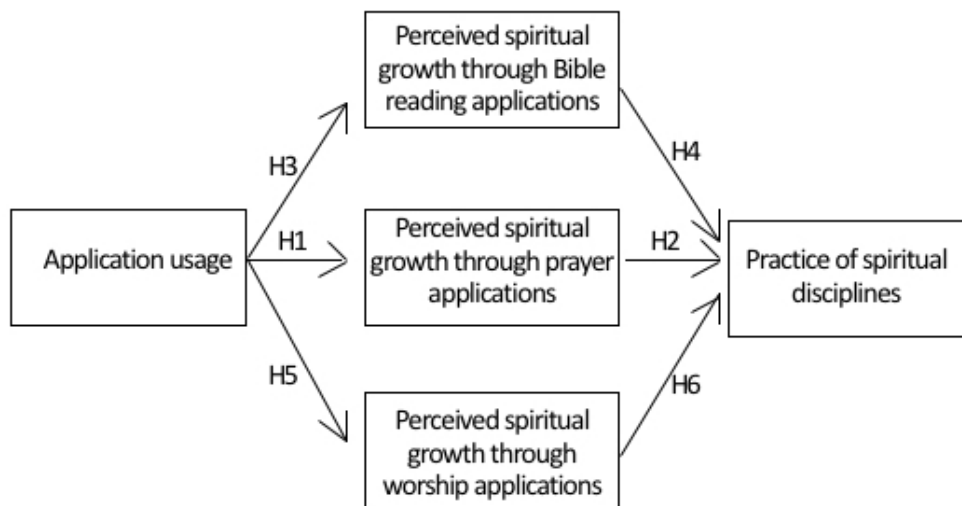 Perceived spiritual
growth through Bible
reading applications
H3
H4
Application usage
H1
Perceived spiritual
growth through prayer
applications
H2
Practice of spiritual
disciplines
H5
H6
Perceived spiritual
growth through
worship applications